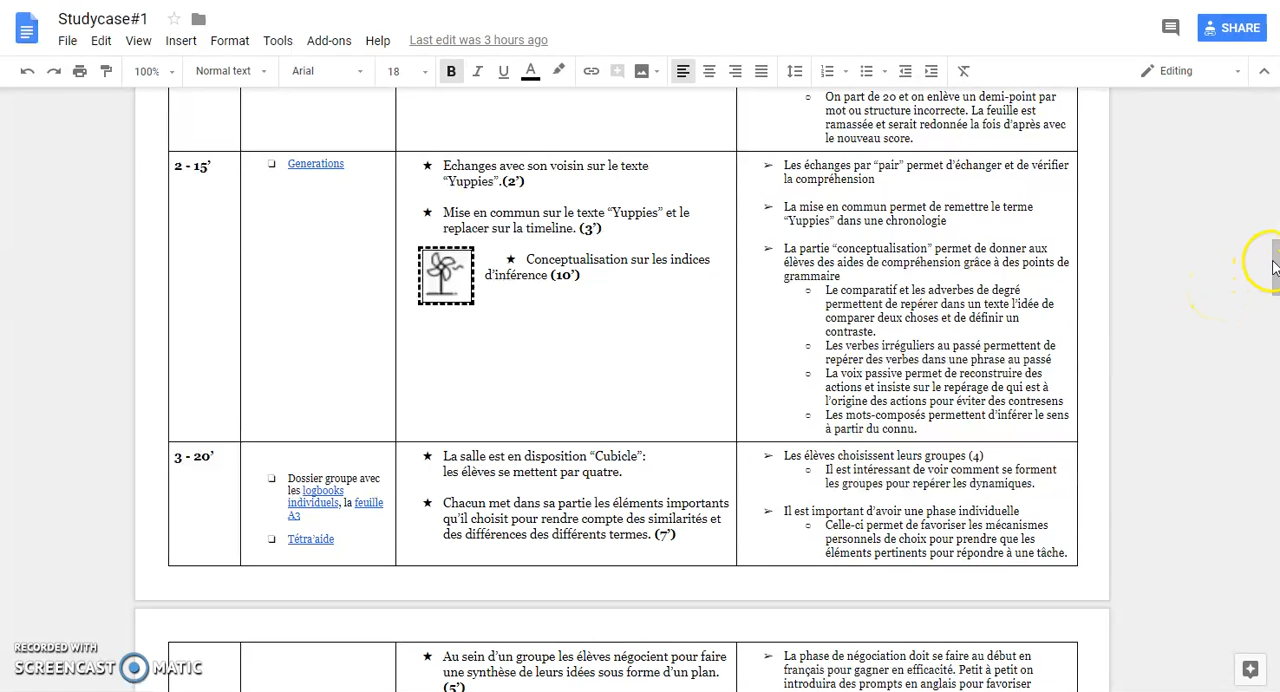 Studycase#1
File Edit View Insert Format Tools Add-ons Help Last edit was 3 hours ago
SHARE
100% Normal text Arial 18 B I U A Editing
On part de 20 et on enlève un demi-point par
mot ou structure incorrecte. La feuille est
ramassée et serait redonnée la fois d'après avec
le nouveau score.
2 - 15’
Generations
Echanges avec son voisin sur le texte
“Yuppies”.(2’)
Mise en commun sur le texte “Yuppies” et le
replacer sur la timeline. (3’)
Conceptualisation sur les indices
d’inférence (10’)
Les échanges par “pair” permet d’échanger et de vérifier
la compréhension
La mise en commun permet de remettre le terme
“Yuppies” dans une chronologie
La partie “conceptualisation” permet de donner aux
élèves des aides de compréhension grâce à des points de
grammaire
Le comparatif et les adverbes de degré
permettent de repérer dans un texte l’idée de
comparer deux choses et de définir un
contraste.
Les verbes irréguliers au passé permettent de
repérer des verbes dans une phrase au passé
La voix passive permet de reconstruire des
actions et insiste sur le repérage de qui est à
l’origine des actions pour éviter des contresens
Les mots-composés permettent d’inférer le sens
à partir du connu.
3 - 20’
Dossier groupe avec
les logbooks
individuels, la feuille
A3
Tétra’aide
La salle est en disposition “Cubicle”:
les élèves se mettent par quatre.
Chacun met dans sa partie les éléments importants
qu’il choisit pour rendre compte des similarités et
des différences des différents termes. (7’)
Les élèves choisissent leurs groupes (4)
Il est intéressant de voir comment se forment
les groupes pour repérer les dynamiques.
Il est important d’avoir une phase individuelle
Celle-ci permet de favoriser les mécanismes
personnels de choix pour prendre que les
éléments pertinents pour répondre à une tâche.
Au sein d’un groupe les élèves négocient pour faire
une synthèse de leurs idées sous forme d’un plan.
(5’)
La phase de négociation doit se faire au début en
français pour gagner en efficacité. Petit à petit on
introduira des prompts en anglais pour favoriser
RECORDED WITH
SCREENCAST MATIC